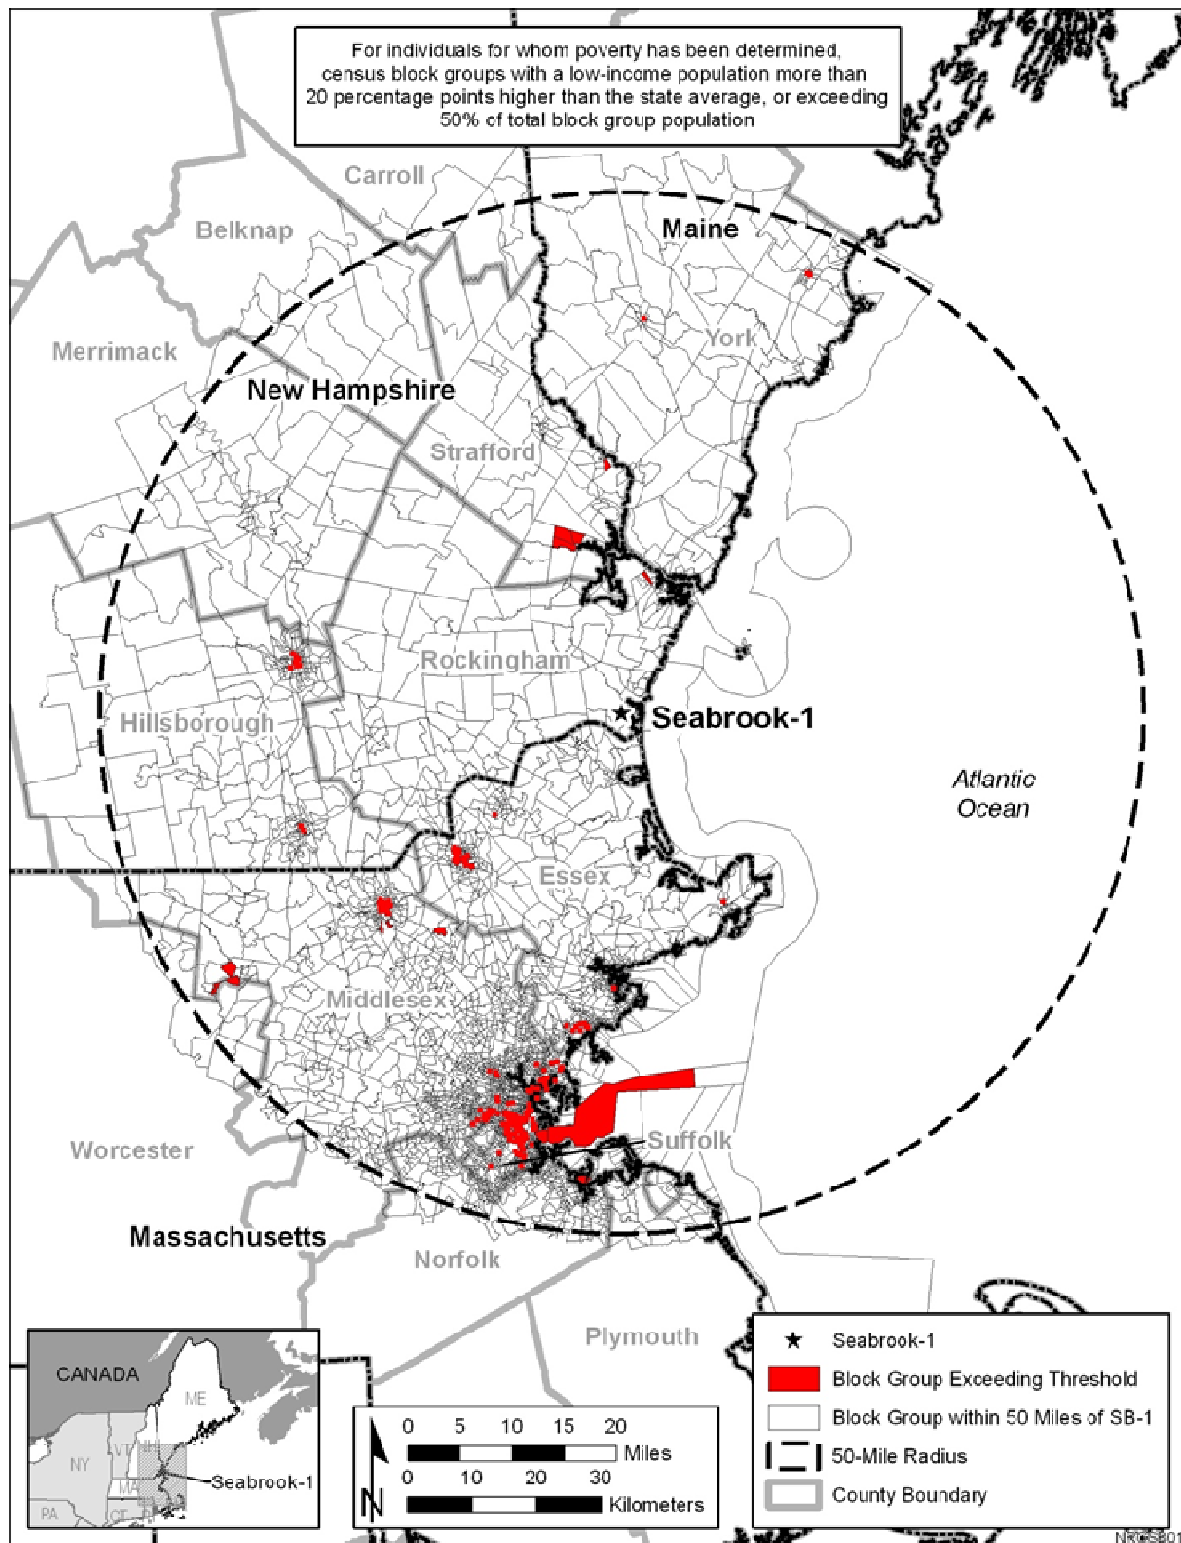 For individuals for whom poverty has been determined,
census block groups with a low-income population more than
20 percentage points higher than the state average, or exceeding
50% of total block group population
Carroll
Belknap
Maine
York
Merrimack
New Hampshire
Strafford
Rockingham
Seabrook-1
Hillsborough
Atlantic
Ocean
Essex
Middlesex
Suffolk
Worcester
Massachusetts
Norfolk
Plymouth
CANADA
ME
VT
NH
NY
MA
PA
CT
Seabrook-1
0 5 10 15 20
Miles
0 10 20 30
Kilometers
N
Seabrook-1
Block Group Exceeding Threshold
Block Group within 50 Miles of SB-1
50-Mile Radius
County Boundary